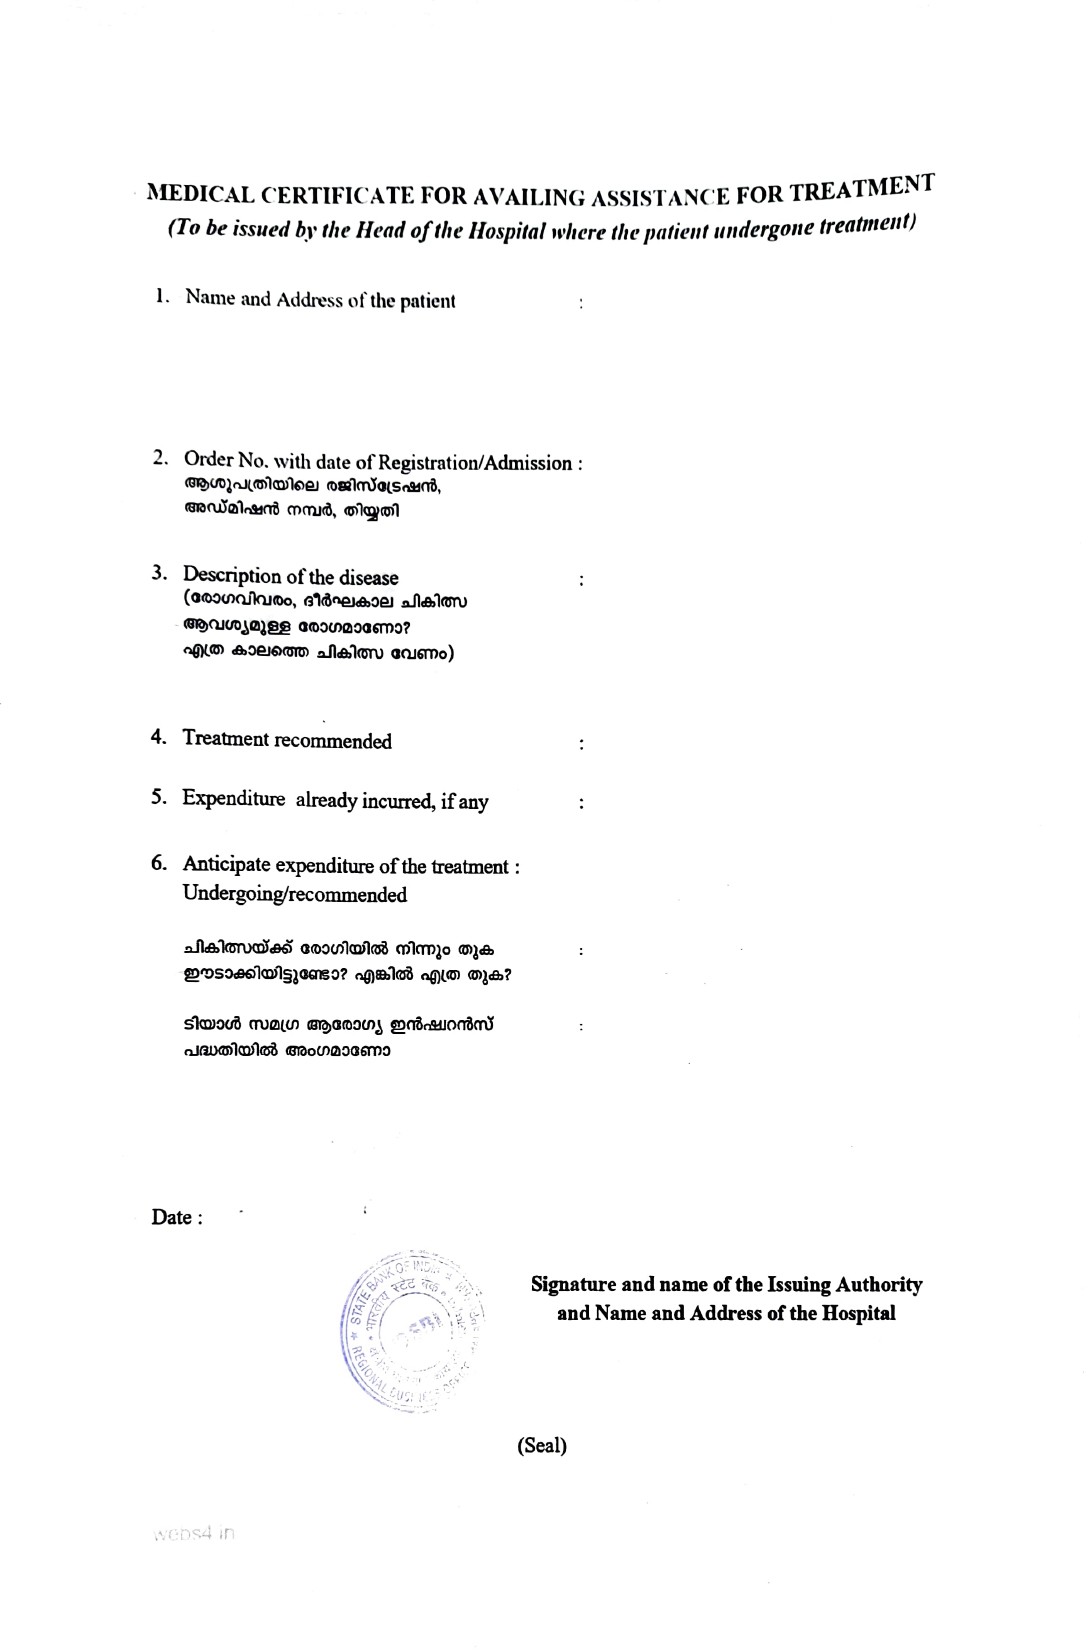 MEDICAL CERTIFICATE FOR AVAILING ASSISTANCE FOR TREATMENT
(To be issued by the Head of the Hospital where the patient undergone treatment)
1. Name and Address of the patient :
2. Order No. with date of Registration/Admission :
ആശുപത്രിയിലെ രജിസ്ട്രേഷൻ,
അഡ്മിഷൻ നമ്പർ, തിയ്യതി
3. Description of the disease :
(രോഗവിവരം, ദീർഘകാല ചികിത്സ
ആവശ്യമുള്ള രോഗമാണോ?
എത്ര കാലത്തെ ചികിത്സ വേണം)
4. Treatment recommended :
5. Expenditure already incurred, if any :
6. Anticipate expenditure of the treatment :
Undergoing/recommended
ചികിത്സയ്ക്ക് രോഗിയിൽ നിന്നും തുക :
ഈടാക്കിയിട്ടുണ്ടോ? എങ്കിൽ എത്ര തുക?
ടിയാൾ സമഗ്ര ആരോഗ്യ ഇൻഷുറൻസ് :
പദ്ധതിയിൽ അംഗമാണോ
Date :
STATE BANK OF INDIA
भारतीय स्टेट बैंक
SBI
REGIONAL BUSINESS OFFICE
Signature and name of the Issuing Authority
and Name and Address of the Hospital
(Seal)
webs4.in